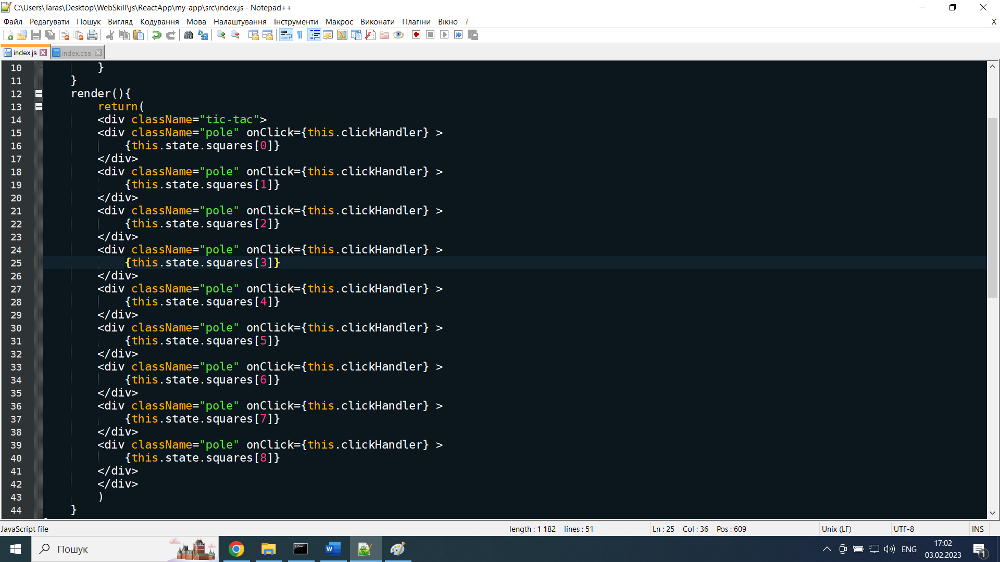 C:\Users\Taras\Desktop\WebSkill\js\ReactApp\my-app\src\index.js - Notepad++
Файл Редагувати Пошук Вигляд Кодування Мова Налаштування Інструменти Макрос Виконати Плагіни Вікно ? X
index.js index.css
10 }
11 }
12 render(){
13 return(
14 <div className="tic-tac">
15 <div className="pole" onClick={this.clickHandler} >
16 {this.state.squares[0]}
17 </div>
18 <div className="pole" onClick={this.clickHandler} >
19 {this.state.squares[1]}
20 </div>
21 <div className="pole" onClick={this.clickHandler} >
22 {this.state.squares[2]}
23 </div>
24 <div className="pole" onClick={this.clickHandler} >
25 {this.state.squares[3]}
26 </div>
27 <div className="pole" onClick={this.clickHandler} >
28 {this.state.squares[4]}
29 </div>
30 <div className="pole" onClick={this.clickHandler} >
31 {this.state.squares[5]}
32 </div>
33 <div className="pole" onClick={this.clickHandler} >
34 {this.state.squares[6]}
35 </div>
36 <div className="pole" onClick={this.clickHandler} >
37 {this.state.squares[7]}
38 </div>
39 <div className="pole" onClick={this.clickHandler} >
40 {this.state.squares[8]}
41 </div>
42 </div>
43 )
44 }
JavaScript file length : 1 182 lines : 51 Ln : 25 Col : 36 Pos : 609 Unix (LF) UTF-8 INS
Пошук ENG 17:02
03.02.2023 1